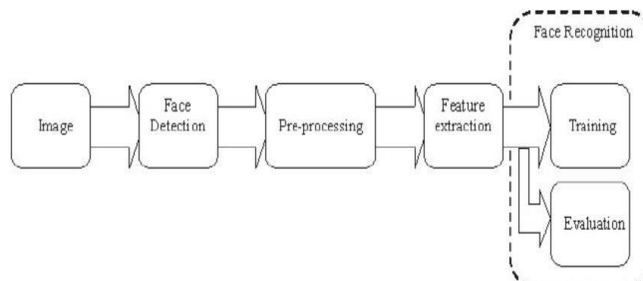 Face Recognition
Image
Face
Detection
Pre-processing
Feature
extraction
Training
Evaluation